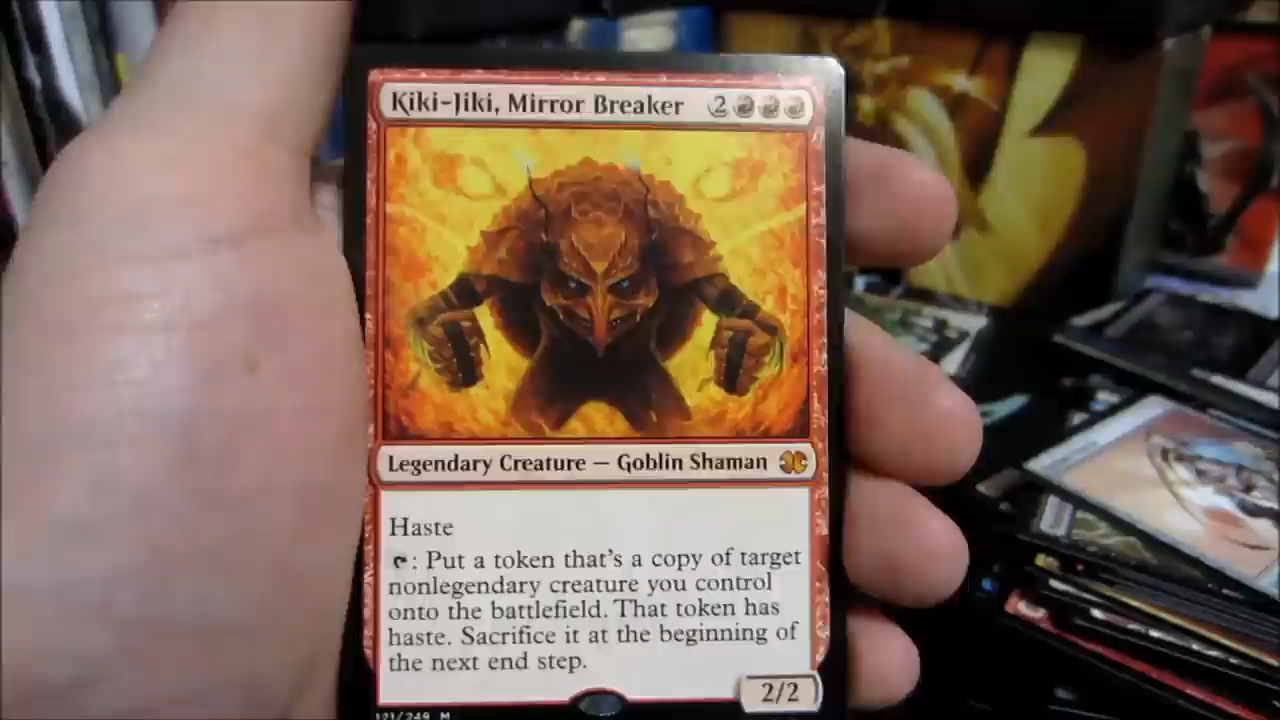 Kiki-Jiki, Mirror Breaker 2
Legendary Creature — Goblin Shaman
Haste
: Put a token that's a copy of target
nonlegendary creature you control
onto the battlefield. That token has
haste. Sacrifice it at the beginning of
the next end step.
2/2
121/249 M